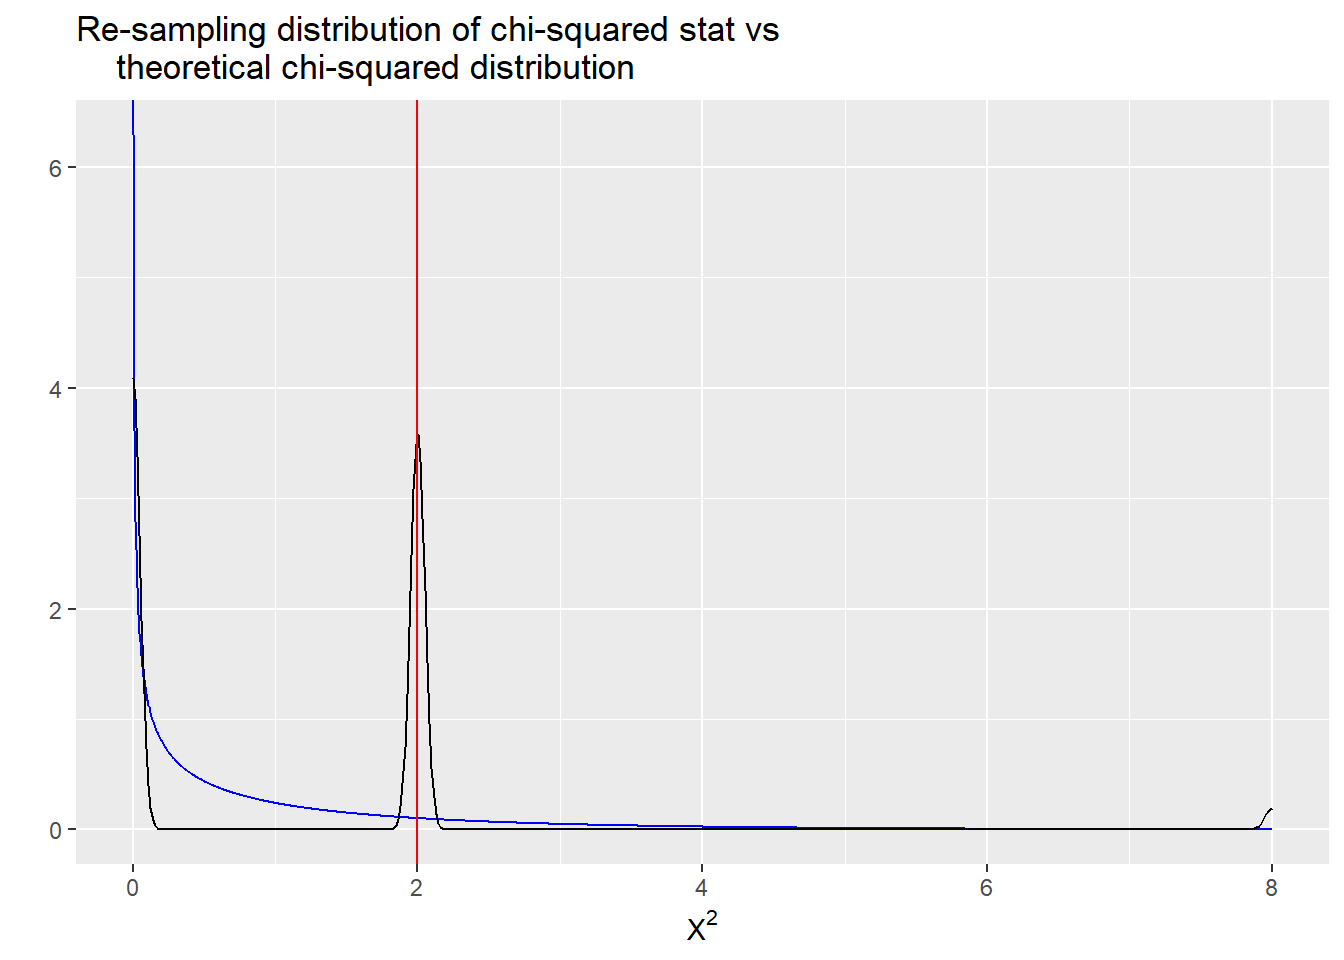 Re-sampling distribution of chi-squared stat vs
theoretical chi-squared distribution
6
4
2
0
0 2 4 6 8
X²